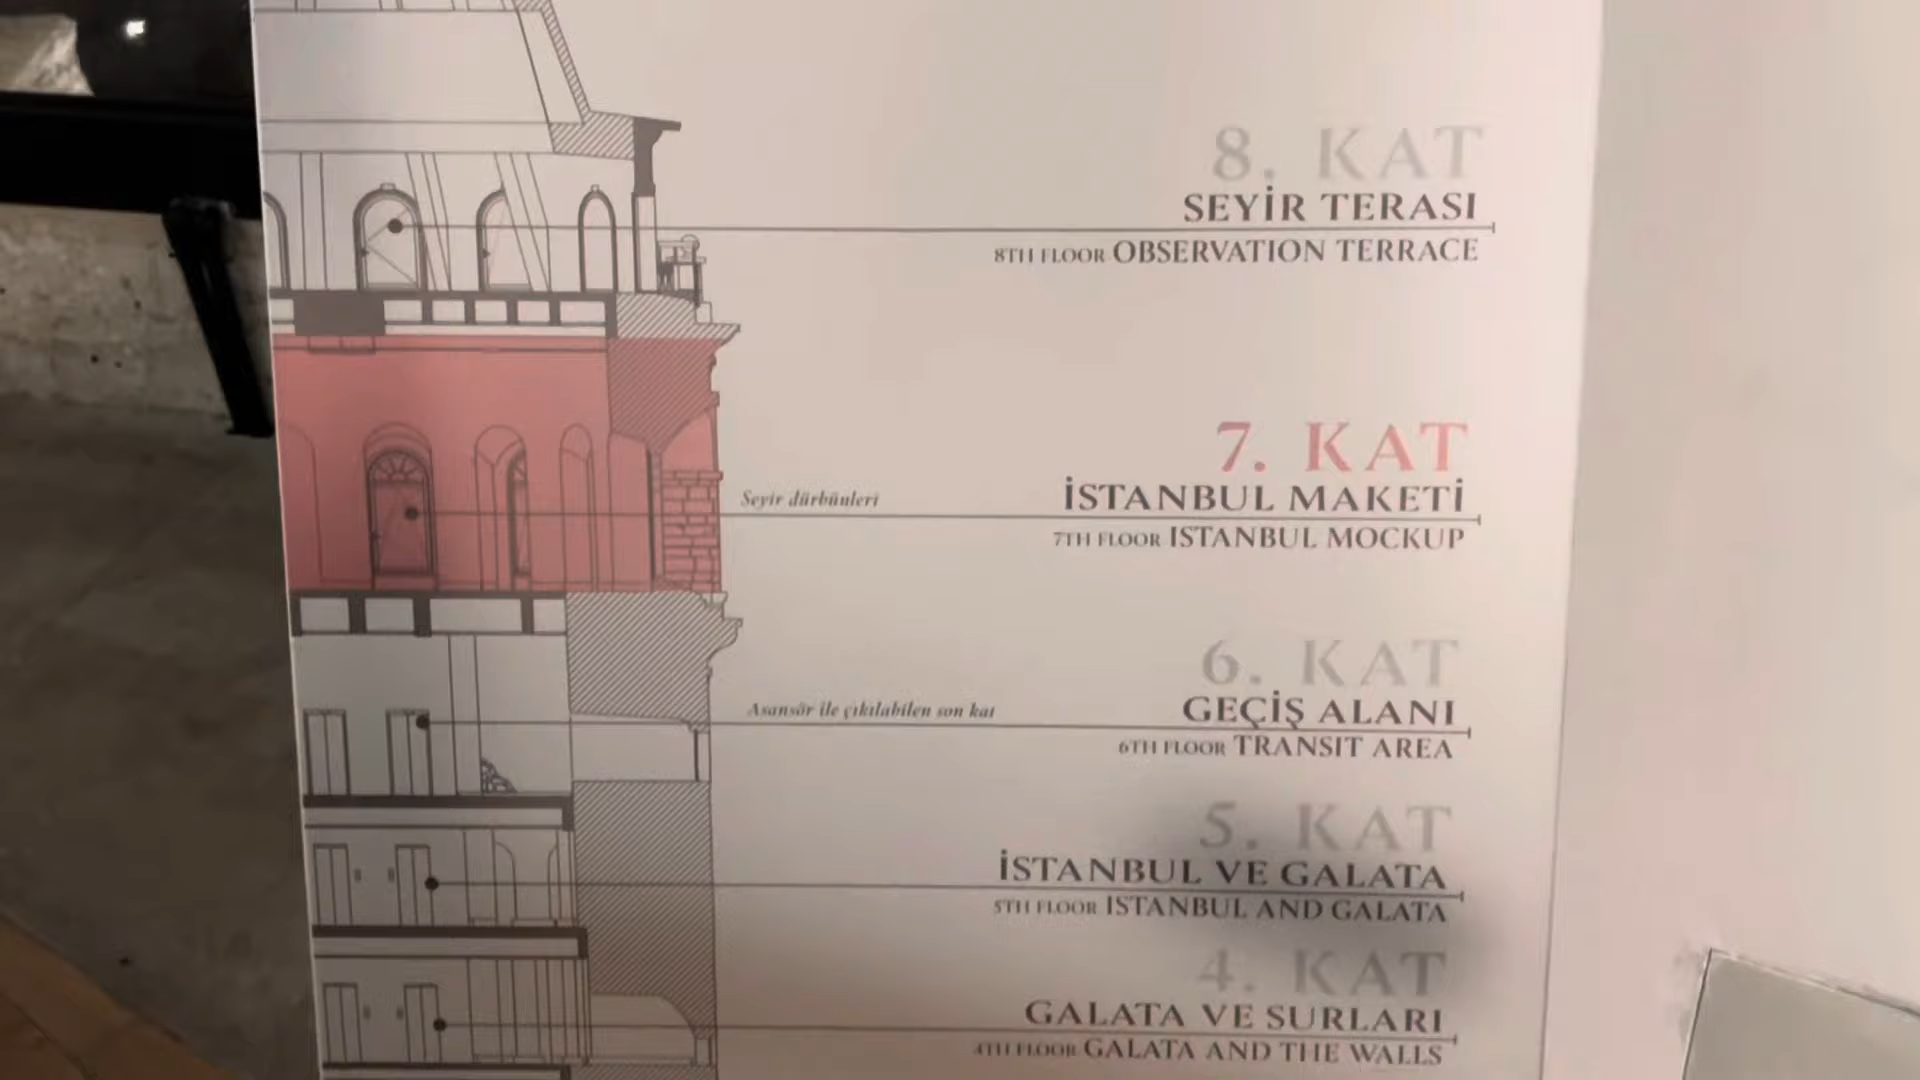 8. KAT
SEYİR TERASI
8TH FLOOR OBSERVATION TERRACE
7. KAT
Seyir dürbünleri
İSTANBUL MAKETİ
7TH FLOOR ISTANBUL MOCKUP
6. KAT
Asansör ile çıkılabilen son kat
GEÇİŞ ALANI
6TH FLOOR TRANSIT AREA
5. KAT
İSTANBUL VE GALATA
5TH FLOOR ISTANBUL AND GALATA
4. KAT
GALATA VE SURLARI
4TH FLOOR GALATA AND THE WALLS